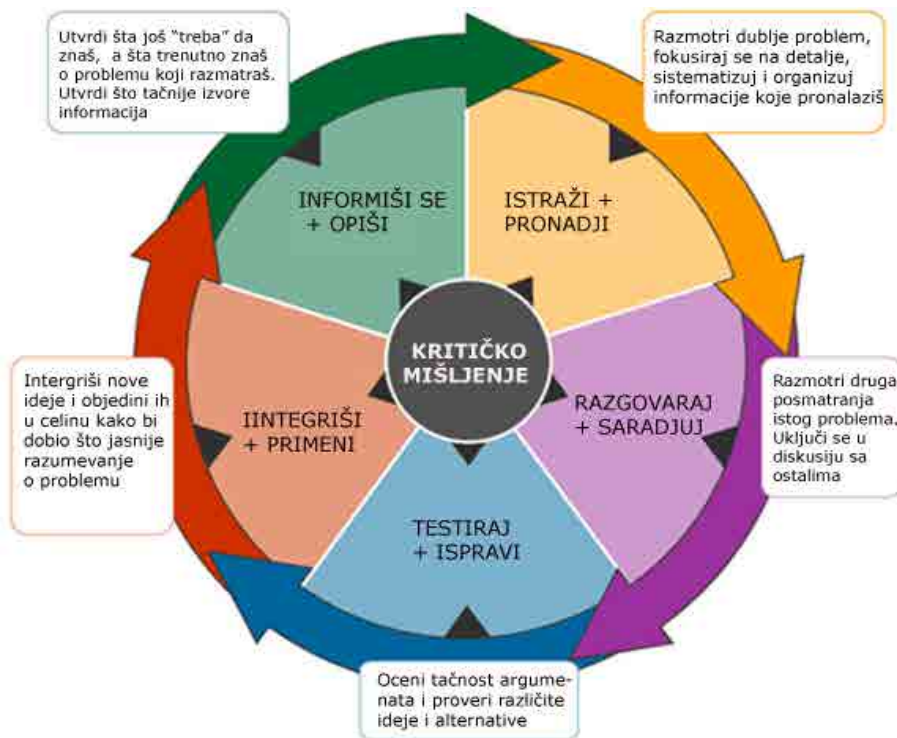 Utvrdi šta još “treba” da
znaš,  a šta trenutno znaš
o problemu koji razmatraš.
Utvrdi što tačnije izvore
informacija
Razmotri dublje problem,
fokusiraj se na detalje,
sistematizuj i organizuj
informacije koje pronalaziš
INFORMIŠI SE
+ OPIŠI
ISTRAŽI +
PRONADJI
KRITIČKO
MIŠLJENJE
Intergriši nove
ideje i objedini ih
u celinu kako bi
dobio što jasnije
razumevanje
o problemu
IINTEGRIŠI
+ PRIMENI
RAZGOVARAJ
+ SARADJUJ
Razmotri druga
posmatranja
istog problema.
Uključi se u
diskusiju sa
ostalima
TESTIRAJ
+ ISPRAVI
Oceni tačnost argume-
nata i proveri različite
ideje i alternative